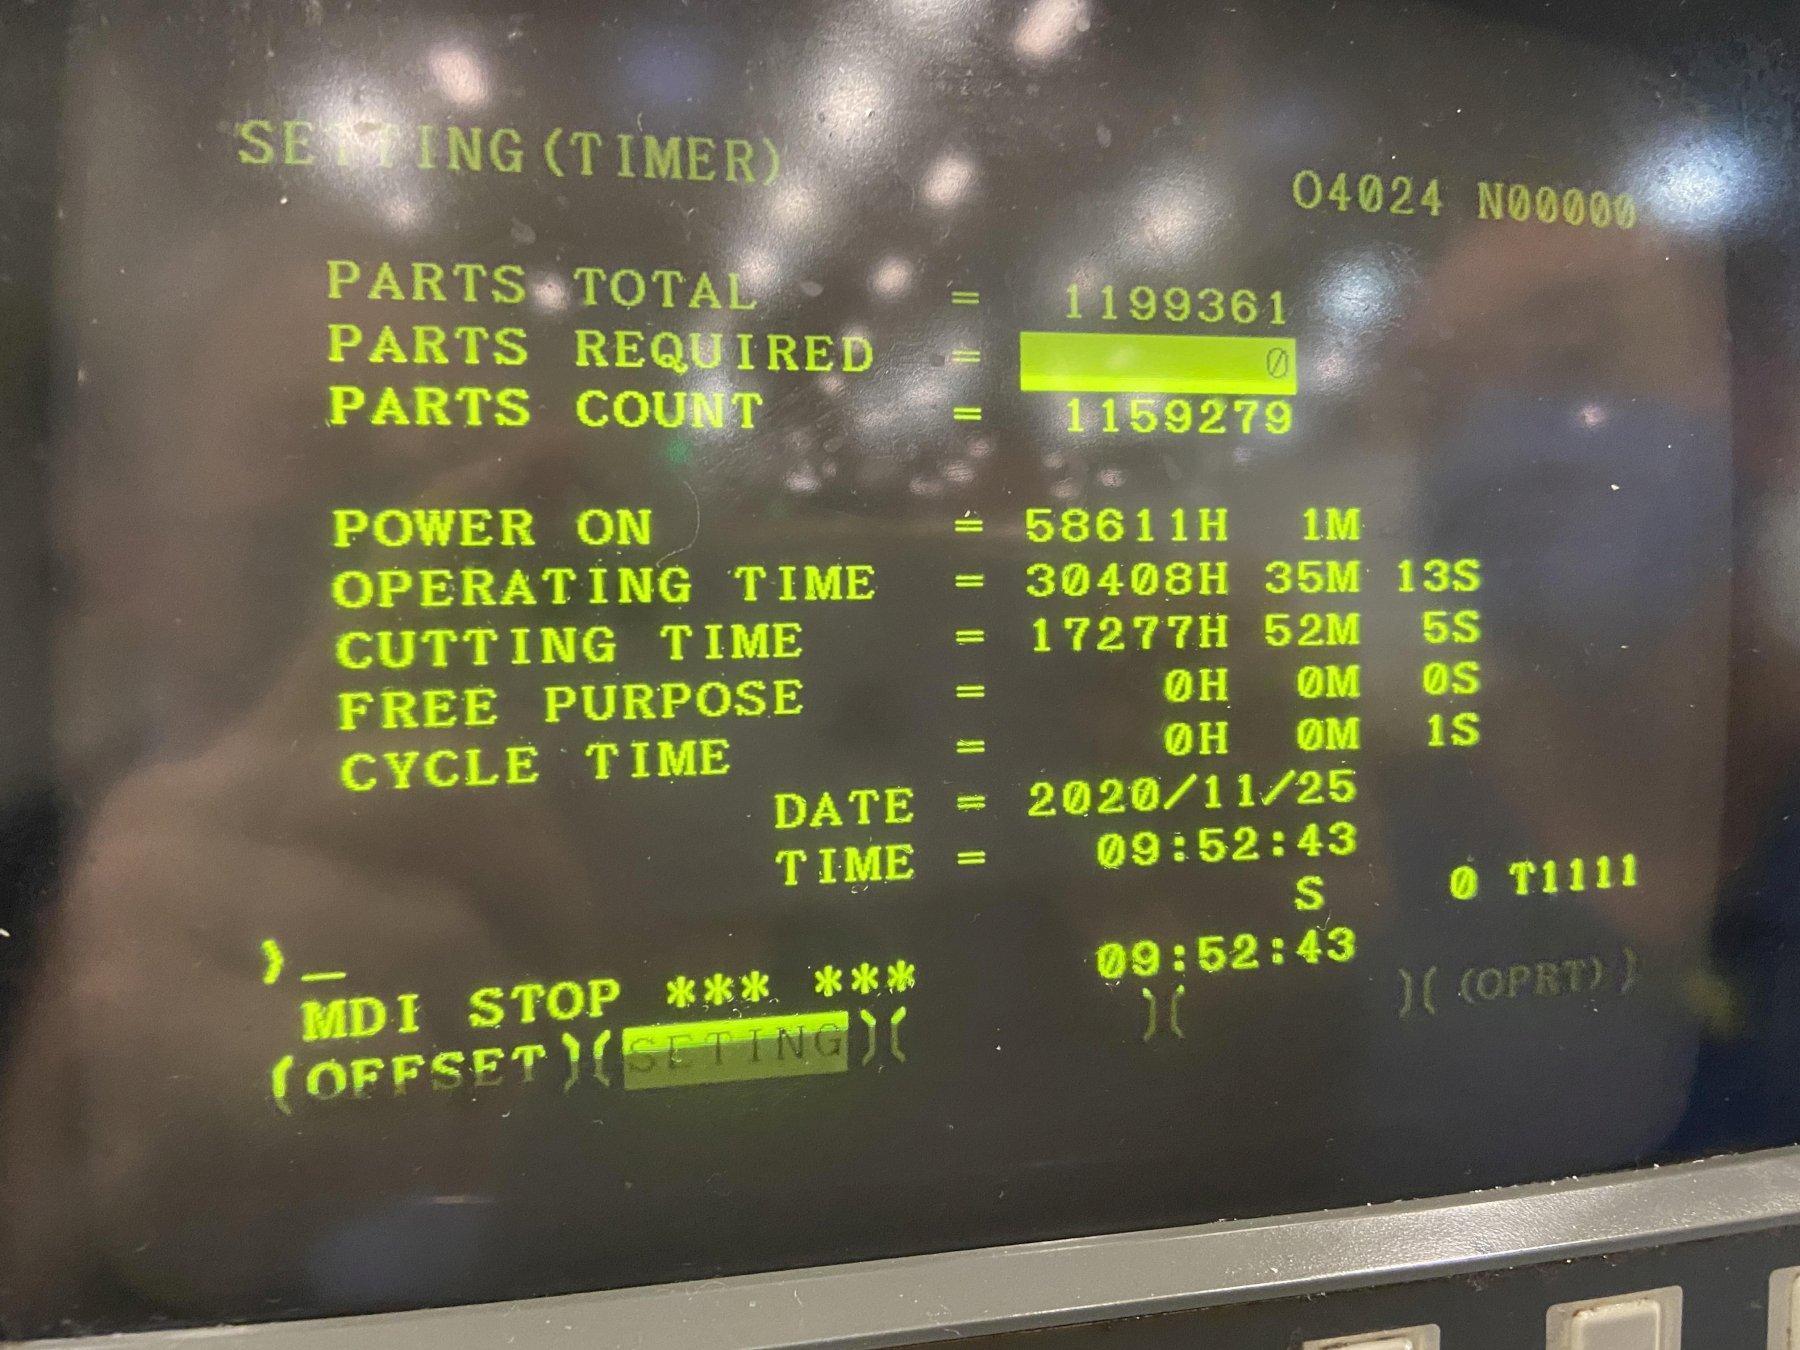 SETTING(TIMER)
O4024 N00000
PARTS TOTAL = 1199361
PARTS REQUIRED = 0
PARTS COUNT = 1159279
POWER ON = 58611H 1M
OPERATING TIME = 30408H 35M 13S
CUTTING TIME = 17277H 52M 5S
FREE PURPOSE = 0H 0M 0S
CYCLE TIME = 0H 0M 1S
DATE = 2020/11/25
TIME = 09:52:43
S 0 T1111
>_
MDI STOP *** *** 09:52:43
(OFFSET)(SETING)( )( )( (OPRT) )